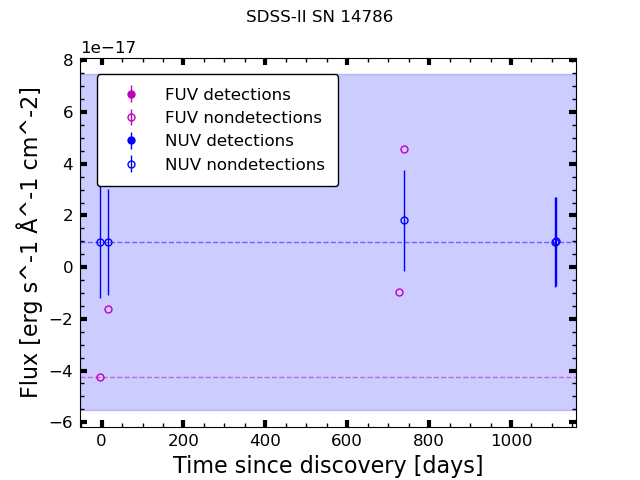 SDSS-II SN 14786
1e−17
8
6
4
2
0
−2
−4
−6
FUV detections
FUV nondetections
NUV detections
NUV nondetections
Flux [erg s^-1 Å^-1 cm^-2]
0 200 400 600 800 1000
Time since discovery [days]